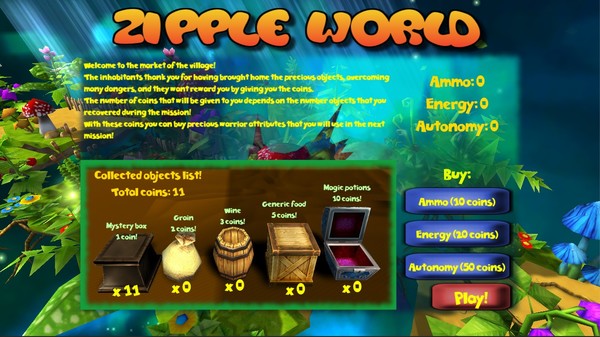 ZIPPLE WORLD
Welcome to the market of the village!
The inhabitants thank you for having brought home the precious objects, overcoming
many dangers, and they want reward you by giving you the coins.
The number of coins that will be given to you depends on the number objects that you
recovered during the mission!
With these coins you can buy precious warrior attributes that you will use in the next
mission!
Ammo: 0
Energy: 0
Autonomy: 0
Collected objects list!
Total coins: 11
Mystery box
1 coin!
x 11
Grain
2 coins!
x 0
Wine
3 coins!
x 0
Generic food
5 coins!
x 0
Magic potions
10 coins!
x 0
Buy:
Ammo (10 coins)
Energy (20 coins)
Autonomy (50 coins)
Play!